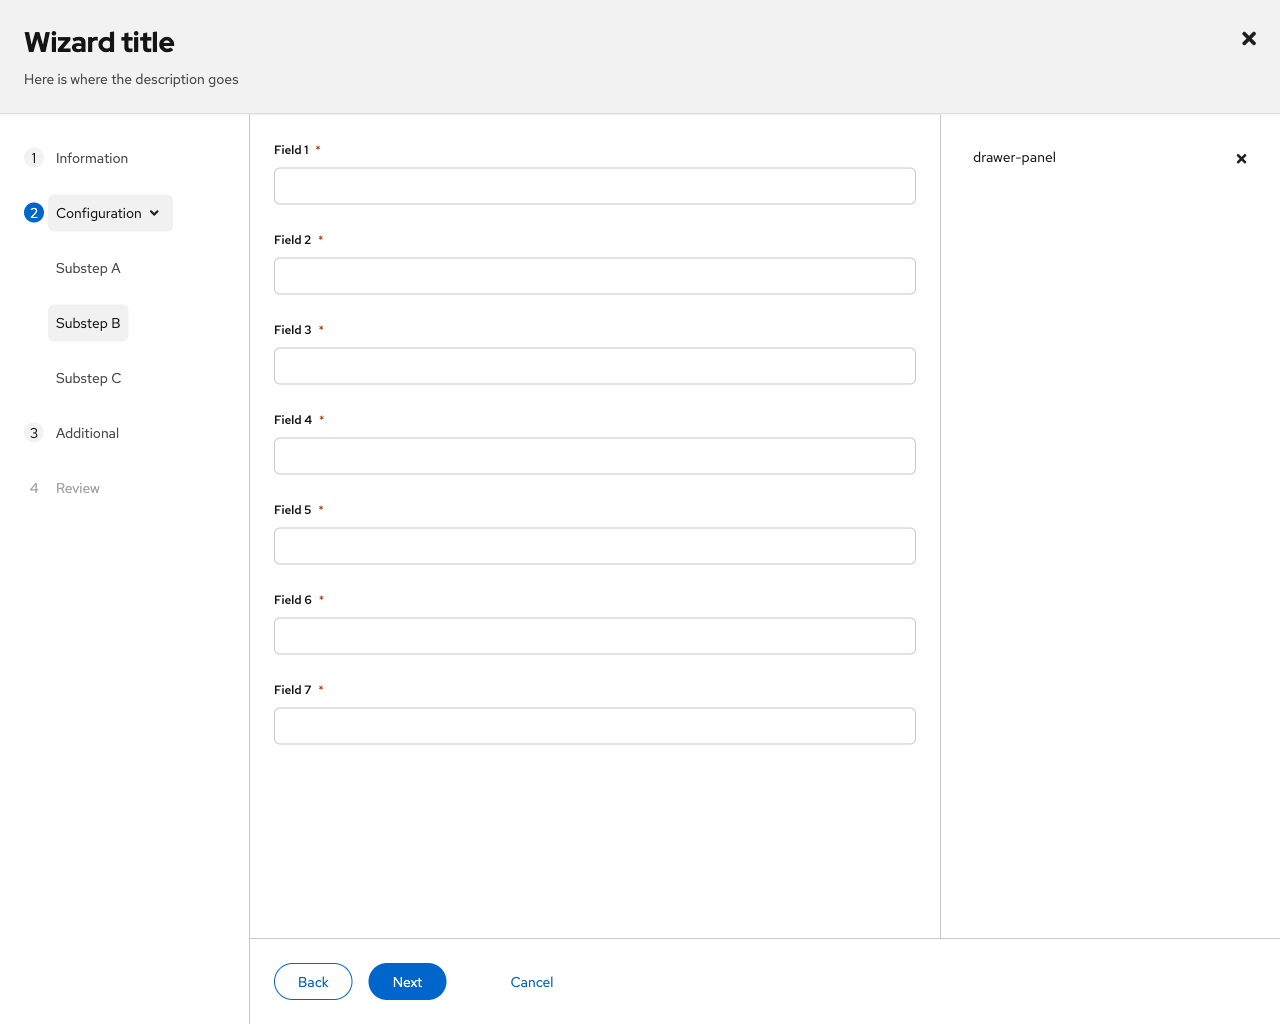 Wizard title
Here is where the description goes
1 Information
2 Configuration
Substep A
Substep B
Substep C
3 Additional
4 Review
Field 1 *
Field 2 *
Field 3 *
Field 4 *
Field 5 *
Field 6 *
Field 7 *
drawer-panel
Back
Next
Cancel